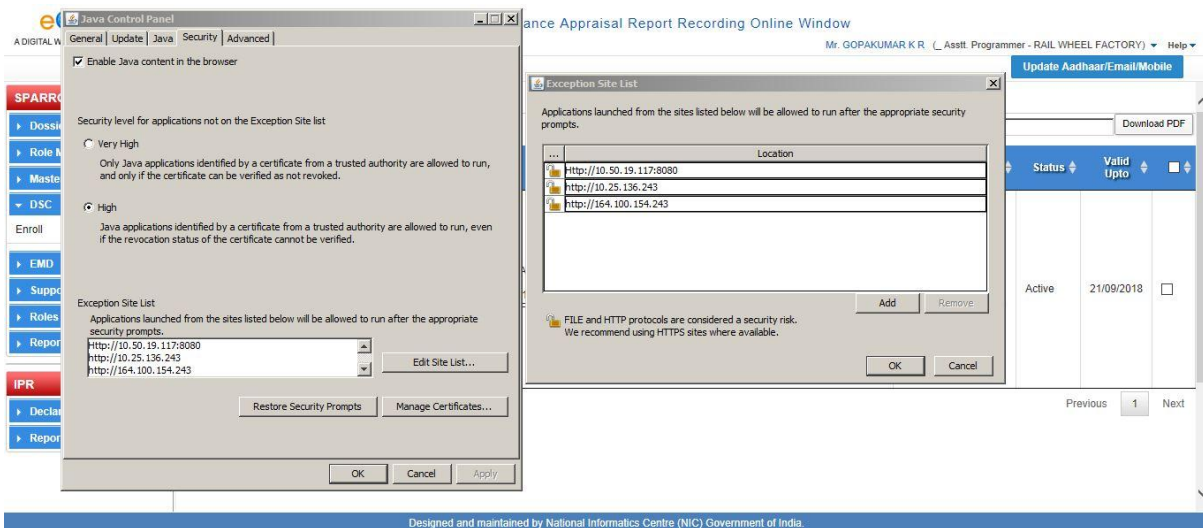 ance Appraisal Report Recording Online Window
A DIGITAL W
Mr. GOPAKUMAR K R (_ Asstt. Programmer - RAIL WHEEL FACTORY) Help
Update Aadhaar/Email/Mobile
SPARRO
Dossi
Role M
Maste
DSC
Enroll
EMD
Suppo
Roles
Repor
IPR
Declar
Repor
Java Control Panel
General Update Java Security Advanced
Enable Java content in the browser
Security level for applications not on the Exception Site list
Very High
Only Java applications identified by a certificate from a trusted authority are allowed to run,
and only if the certificate can be verified as not revoked.
High
Java applications identified by a certificate from a trusted authority are allowed to run, even
if the revocation status of the certificate cannot be verified.
Exception Site List
Applications launched from the sites listed below will be allowed to run after the appropriate
security prompts.
Http://10.50.19.117:8080
http://10.25.136.243
http://164.100.154.243
Edit Site List...
Restore Security Prompts Manage Certificates...
OK Cancel Apply
Exception Site List
Applications launched from the sites listed below will be allowed to run after the appropriate security
prompts.
... Location
Http://10.50.19.117:8080
http://10.25.136.243
http://164.100.154.243
Add Remove
FILE and HTTP protocols are considered a security risk.
We recommend using HTTPS sites where available.
OK Cancel
Download PDF
Status Valid Upto
Active 21/09/2018
Previous 1 Next
Designed and maintained by National Informatics Centre (NIC) Government of India.